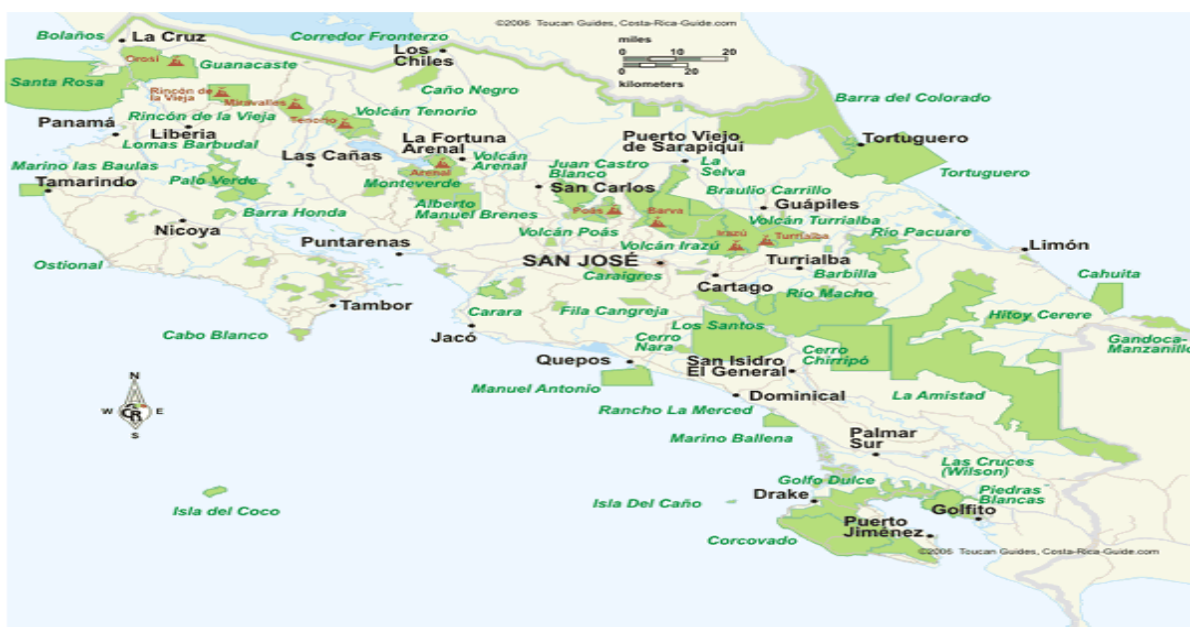 ©2006 Toucan Guides, Costa-Rica-Guide.com
Bolaños
La Cruz
Corredor Fronterzo
Los
Chiles
miles
0 10 20
0 20
kilometers
Orosí
Guanacaste
Santa Rosa
Caño Negro
Rincón de
la Vieja
Miravalles
Barra del Colorado
Panamá
Rincón de la Vieja
Tenorio
Volcán Tenorio
Liberia
Lomas Barbudal
La Fortuna
Arenal
Puerto Viejo
de Sarapiquí
Tortuguero
Las Cañas
Volcán
Arenal
Juan Castro
Blanco
La
Selva
Marino las Baulas
Tamarindo
Palo Verde
Arenal
Monteverde
San Carlos
Braulio Carrillo
Tortuguero
Alberto
Manuel Brenes
Guápiles
Barra Honda
Poás
Barva
Volcán Turrialba
Nicoya
Puntarenas
Volcán Poás
Volcán Irazú
Irazú
Turrialba
Río Pacuare
Limón
Ostional
SAN JOSÉ
Turrialba
Caraigres
Cartago
Barbilla
Cahuita
Tambor
Río Macho
Carara
Fila Cangreja
Hitoy Cerere
Cabo Blanco
Jacó
Los Santos
Cerro
Nara
Gandoca-
Manzanillo
Quepos
San Isidro
El General
Cerro
Chirripó
Manuel Antonio
La Amistad
Dominical
N
W CR E
S
Rancho La Merced
Marino Ballena
Palmar
Sur
Las Cruces
(Wilson)
Golfo Dulce
Isla del Coco
Isla Del Caño
Drake
Piedras
Blancas
Golfito
Puerto
Jiménez
Corcovado
©2006 Toucan Guides, Costa-Rica-Guide.com